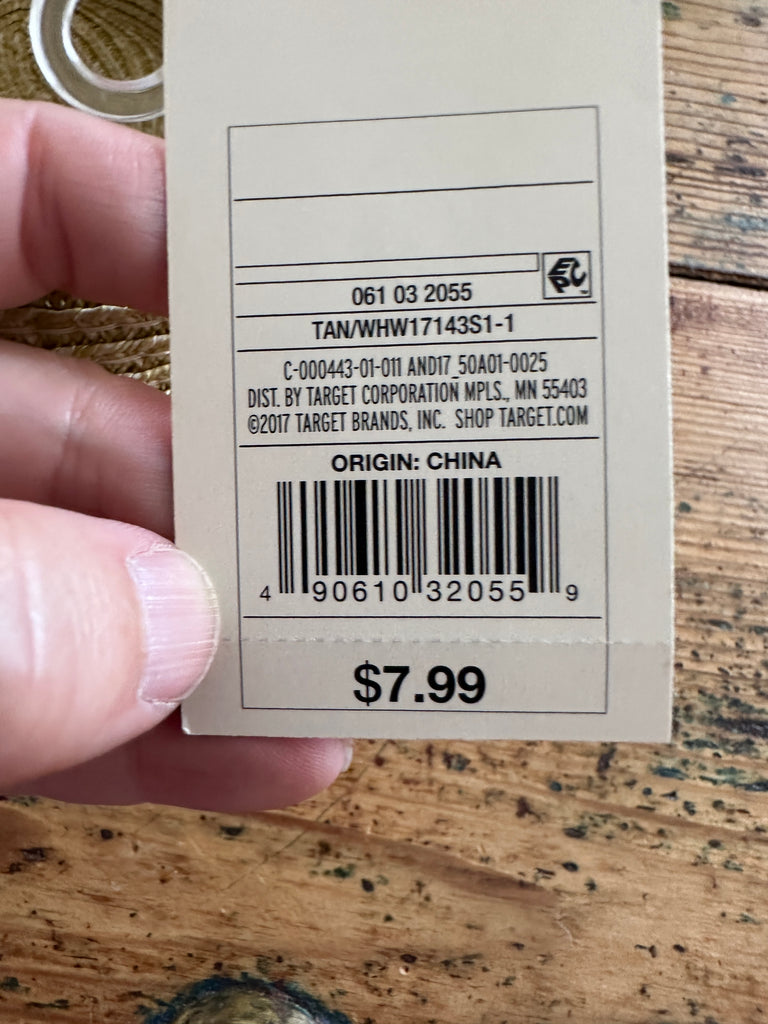 EPC™
061 03 2055
TAN/WHW17143S1-1
C-000443-01-011 AND17_50A01-0025
DIST. BY TARGET CORPORATION MPLS., MN 55403
©2017 TARGET BRANDS, INC. SHOP TARGET.COM
ORIGIN: CHINA
4 90610 32055 9
$7.99